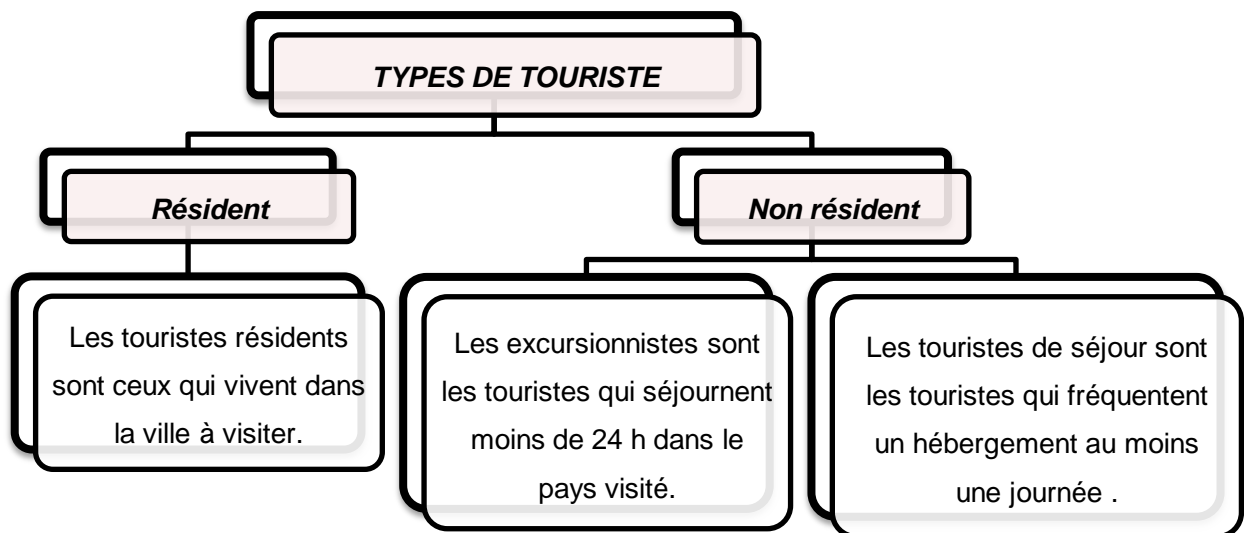 TYPES DE TOURISTE
Résident
Non résident
Les touristes résidents
sont ceux qui vivent dans
la ville à visiter.
Les excursionnistes sont
les touristes qui séjournent
moins de 24 h dans le
pays visité.
Les touristes de séjour sont
les touristes qui fréquentent
un hébergement au moins
une journée .